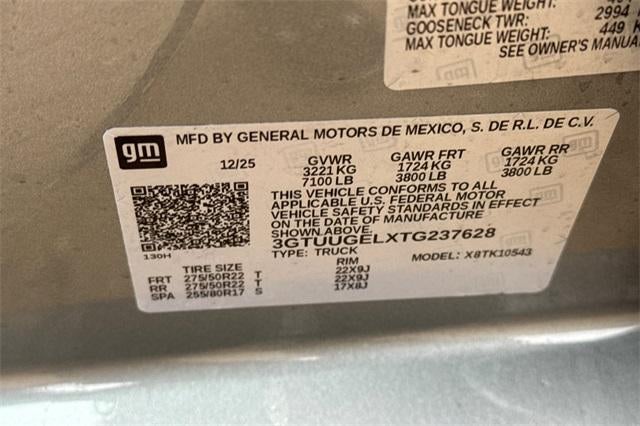 MAX TONGUE WEIGHT:
GOOSENECK TWR: 2994
MAX TONGUE WEIGHT: 449 K
SEE OWNER'S MANUA
gm MFD BY GENERAL MOTORS DE MEXICO, S. DE R.L. DE C.V.
12/25 GVWR GAWR FRT GAWR RR
3221 KG 1724 KG 1724 KG
7100 LB 3800 LB 3800 LB
THIS VEHICLE CONFORMS TO ALL
APPLICABLE U.S. FEDERAL MOTOR
VEHICLE SAFETY STANDARDS IN EFFECT
ON THE DATE OF MANUFACTURE
SHOWN ABOVE.
3GTUUGELXTG237628
130H TYPE: TRUCK MODEL: X8TK10543
TIRE SIZE RIM
FRT 275/50R22 T 22X9J
RR 275/50R22 T 22X9J
SPA 255/80R17 S 17X8J